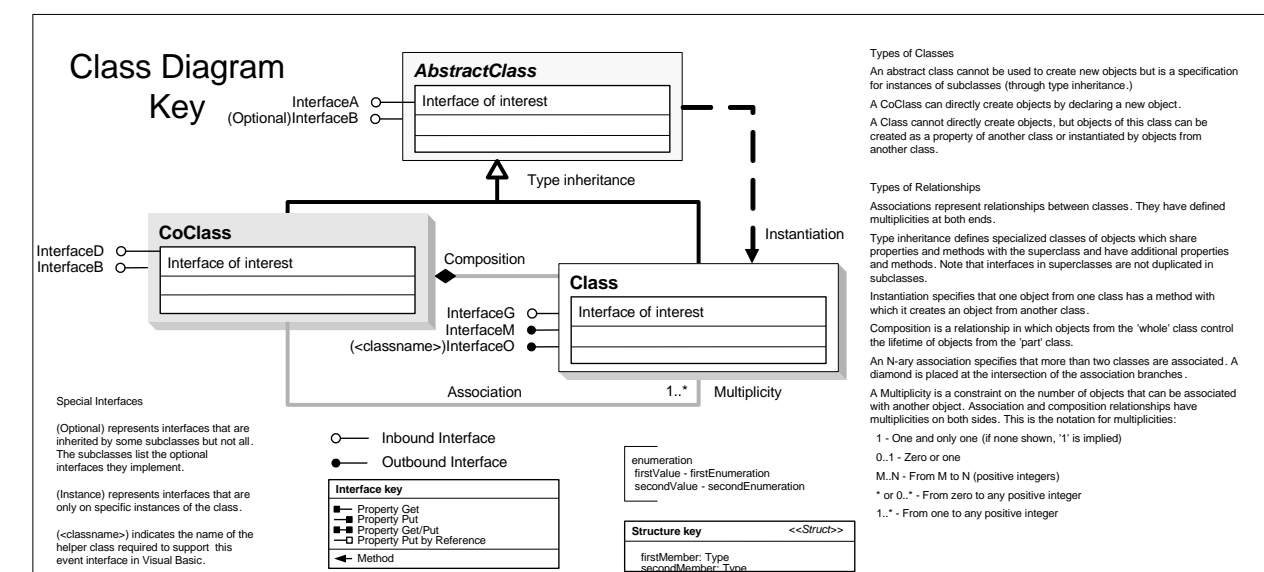 Class Diagram
Key
AbstractClass
Interface of interest
InterfaceA
(Optional)InterfaceB
Type inheritance
Instantiation
CoClass
Interface of interest
InterfaceD
InterfaceB
Composition
Class
Interface of interest
InterfaceG
InterfaceM
(<classname>)InterfaceO
Association
1..*
Multiplicity
Special Interfaces
(Optional) represents interfaces that are
inherited by some subclasses but not all.
The subclasses list the optional
interfaces they implement.
(Instance) represents interfaces that are
only on specific instances of the class.
(<classname>) indicates the name of the
helper class required to support this
event interface in Visual Basic.
Inbound Interface
Outbound Interface
Interface key
Property Get
Property Put
Property Get/Put
Property Put by Reference
Method
enumeration
firstValue - firstEnumeration
secondValue - secondEnumeration
Structure key
<<Struct>>
firstMember: Type
secondMember: Type
Types of Classes
An abstract class cannot be used to create new objects but is a specification
for instances of subclasses (through type inheritance.)
A CoClass can directly create objects by declaring a new object.
A Class cannot directly create objects, but objects of this class can be
created as a property of another class or instantiated by objects from
another class.
Types of Relationships
Associations represent relationships between classes. They have defined
multiplicities at both ends.
Type inheritance defines specialized classes of objects which share
properties and methods with the superclass and have additional properties
and methods. Note that interfaces in superclasses are not duplicated in
subclasses.
Instantiation specifies that one object from one class has a method with
which it creates an object from another class.
Composition is a relationship in which objects from the 'whole' class control
the lifetime of objects from the 'part' class.
An N-ary association specifies that more than two classes are associated. A
diamond is placed at the intersection of the association branches.
A Multiplicity is a constraint on the number of objects that can be associated
with another object. Association and composition relationships have
multiplicities on both sides. This is the notation for multiplicities:
1 - One and only one (if none shown, '1' is implied)
0..1 - Zero or one
M..N - From M to N (positive integers)
* or 0..* - From zero to any positive integer
1..* - From one to any positive integer